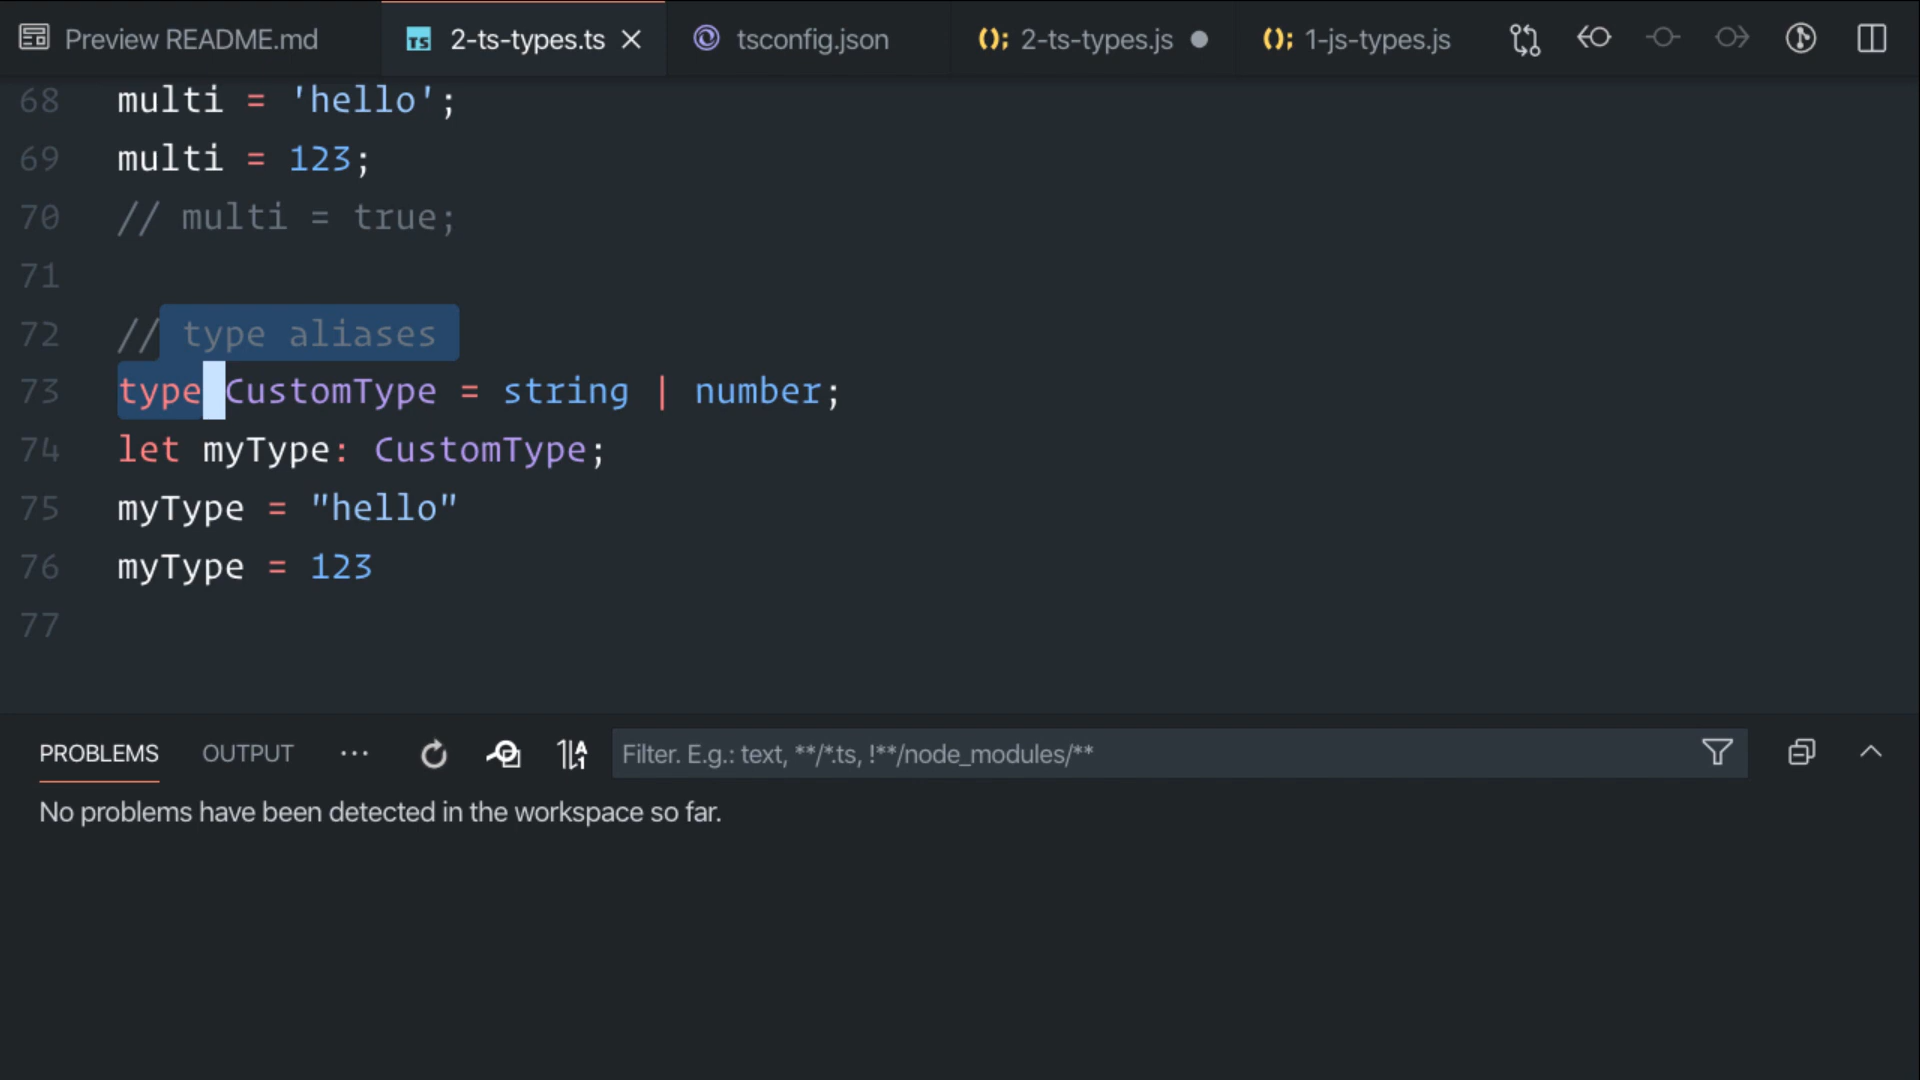 Preview README.md
TS 2-ts-types.ts
tsconfig.json
(); 2-ts-types.js
(); 1-js-types.js
68 multi = 'hello';
69 multi = 123;
70 // multi = true;
71
72 // type aliases
73 type CustomType = string | number;
74 let myType: CustomType;
75 myType = "hello"
76 myType = 123
77
PROBLEMS OUTPUT ··· Filter. E.g.: text, **/*.ts, !**/node_modules/**
No problems have been detected in the workspace so far.